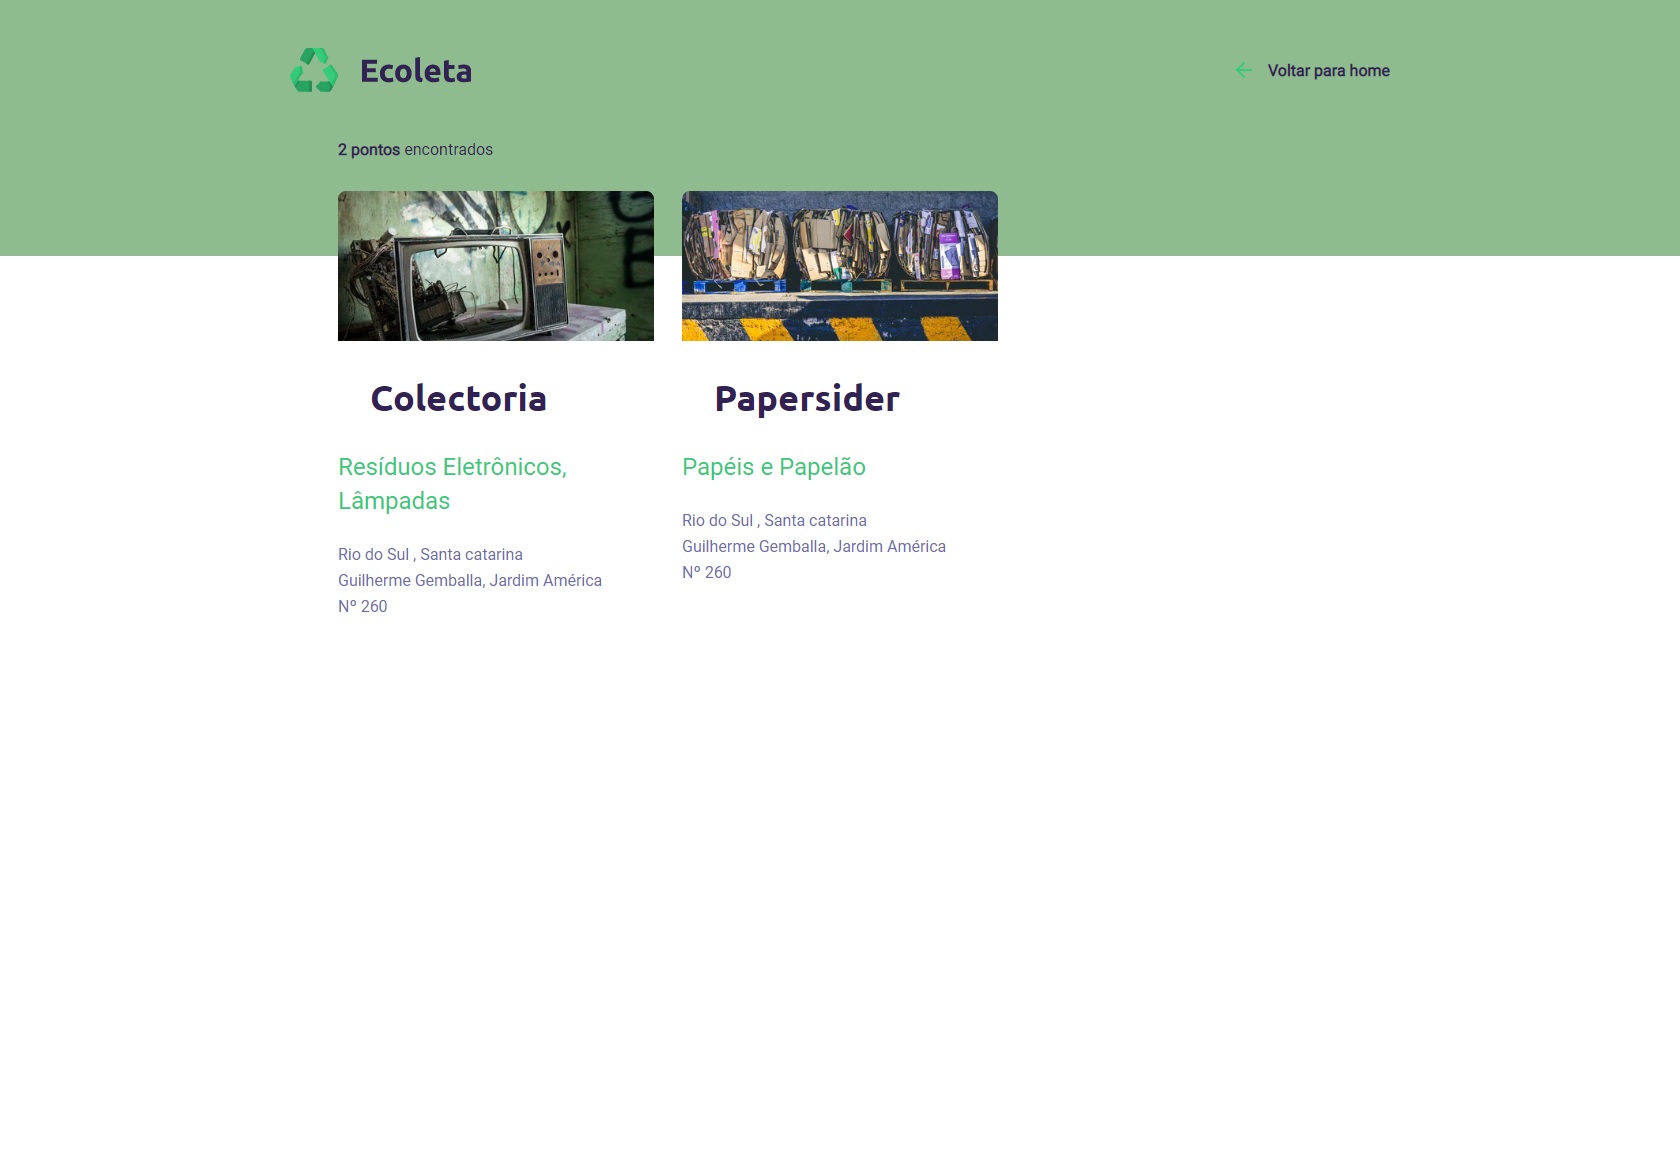 Ecoleta
Voltar para home
2 pontos encontrados
Colectoria
Resíduos Eletrônicos,
Lâmpadas
Rio do Sul , Santa catarina
Guilherme Gemballa, Jardim América
Nº 260
Papersider
Papéis e Papelão
Rio do Sul , Santa catarina
Guilherme Gemballa, Jardim América
Nº 260